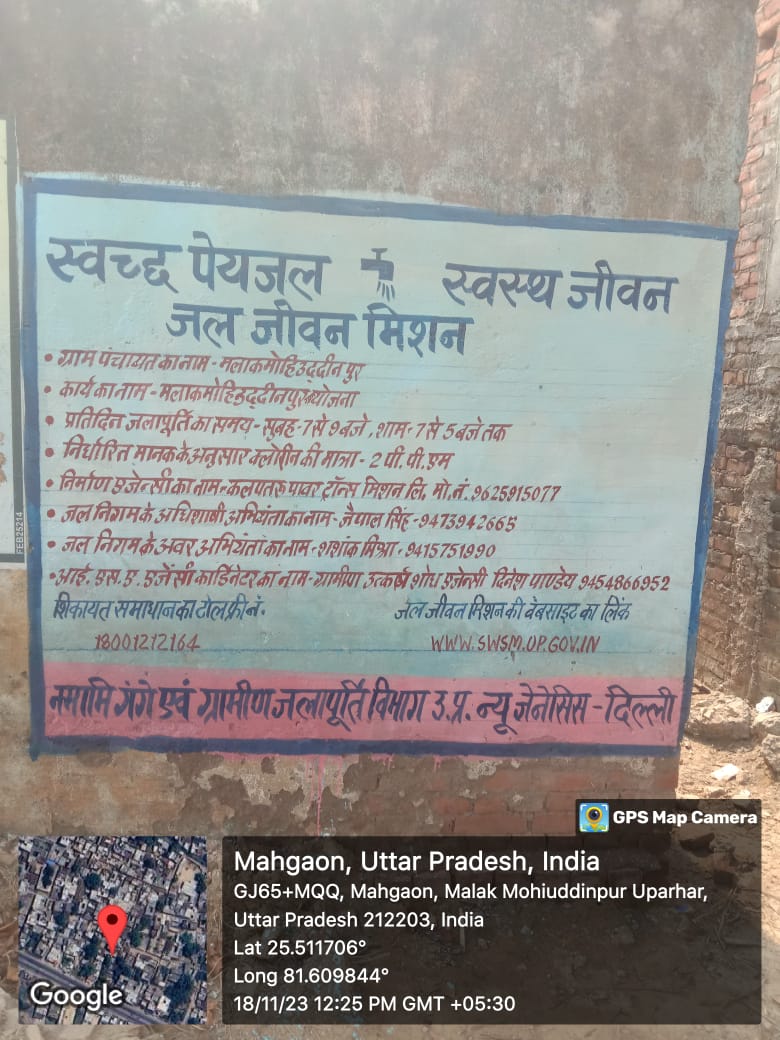 स्वच्छ पेयजल स्वस्थ जीवन
जल जीवन मिशन
• ग्राम पंचायत का नाम - मलाकमोहिउद्दीन पुर
• कार्य का नाम - मलाकमोहिउद्दीनपुर योजना
• प्रतिदिन जलापूर्ति का समय - सुबह - 7 से 9 बजे, शाम - 7 से 5 बजे तक
• निर्धारित मानक के अनुसार क्लोरीन की मात्रा - 2 पी. पी. एम
• निर्माण एजेन्सी का नाम - कलपतरु पावर ट्रॉन्स मिशन लि. मो. नं. 9625915077
• जल निगम के अधिशाषी अभियंता का नाम - जैपाल सिंह - 9473942665
• जल निगम के अवर अभियंता का नाम - शशांक मिश्रा - 9415751990
• आई. एस. ए. एजेंसी कार्डिनेटर का नाम - ग्रामीण उत्कर्ष शोध एजेन्सी दिनेश पाण्डेय 9454866952
शिकायत समाधान का टोल फ्री नं. जल जीवन मिशन की वेबसाइट का लिंक
18001212164 WWW.SWSM.UP.GOV.IN
नमामि गंगे एवं ग्रामीण जलापूर्ति विभाग उ.प्र. न्यू जेनेसिस - दिल्ली
FEB25214
GPS Map Camera
Mahgaon, Uttar Pradesh, India
GJ65+MQQ, Mahgaon, Malak Mohiuddinpur Uparhar,
Uttar Pradesh 212203, India
Lat 25.511706°
Long 81.609844°
18/11/23 12:25 PM GMT +05:30
Google